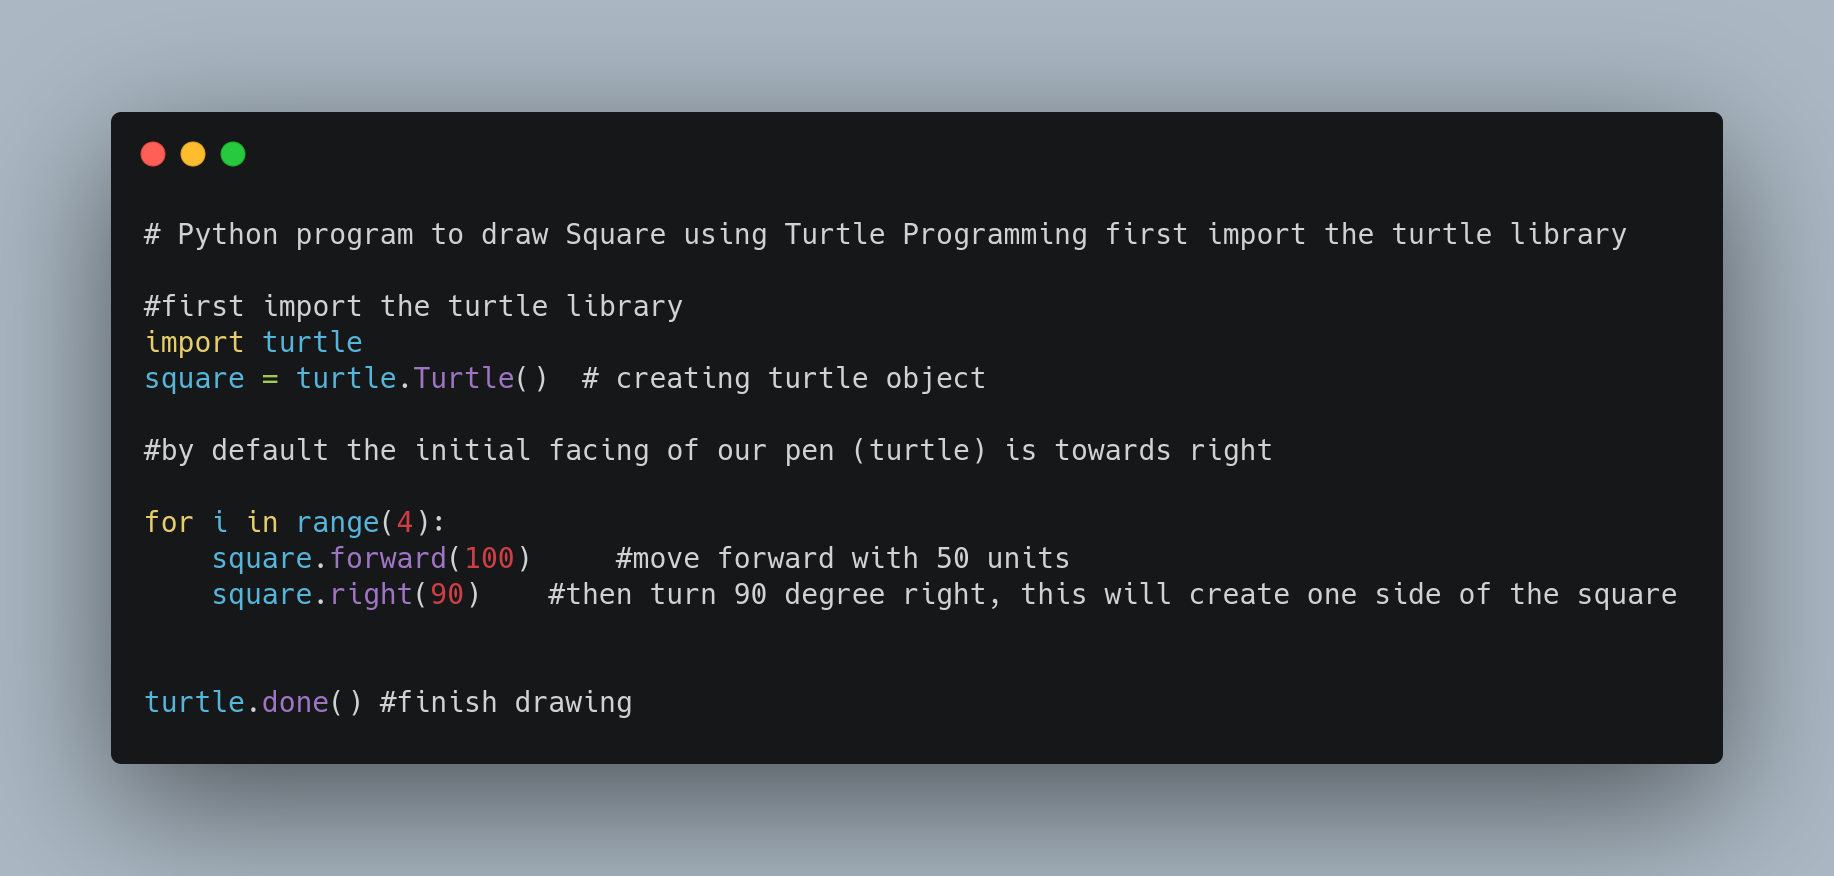 # Python program to draw Square using Turtle Programming first import the turtle library
#first import the turtle library
import turtle
square = turtle.Turtle()  # creating turtle object
#by default the initial facing of our pen (turtle) is towards right
for i in range(4):
    square.forward(100)     #move forward with 50 units
    square.right(90)    #then turn 90 degree right, this will create one side of the square
turtle.done() #finish drawing